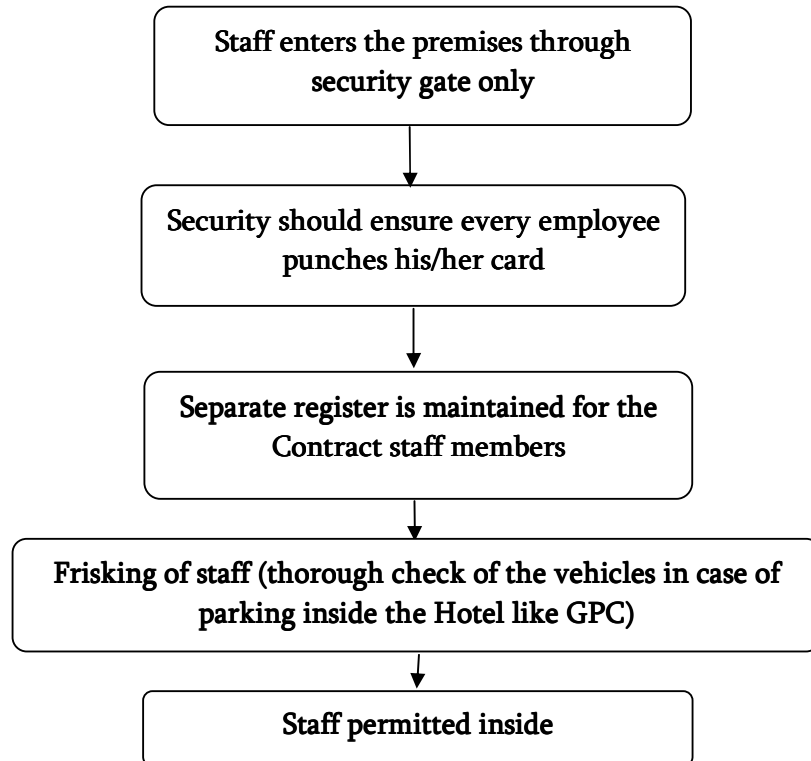 Staff enters the premises through
security gate only
Security should ensure every employee
punches his/her card
Separate register is maintained for the
Contract staff members
Frisking of staff (thorough check of the vehicles in case of
parking inside the Hotel like GPC)
Staff permitted inside